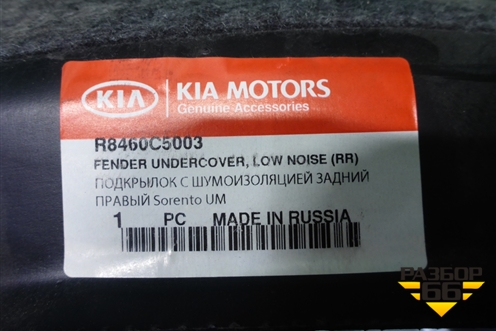 KIA
KIA MOTORS
Genuine Accessories
R8460C5003
FENDER UNDERCOVER, LOW NOISE (RR)
ПОДКРЫЛОК С ШУМОИЗОЛЯЦИЕЙ ЗАДНИЙ
ПРАВЫЙ Sorento UM
1 PC MADE IN RUSSIA
РАЗБОР
66